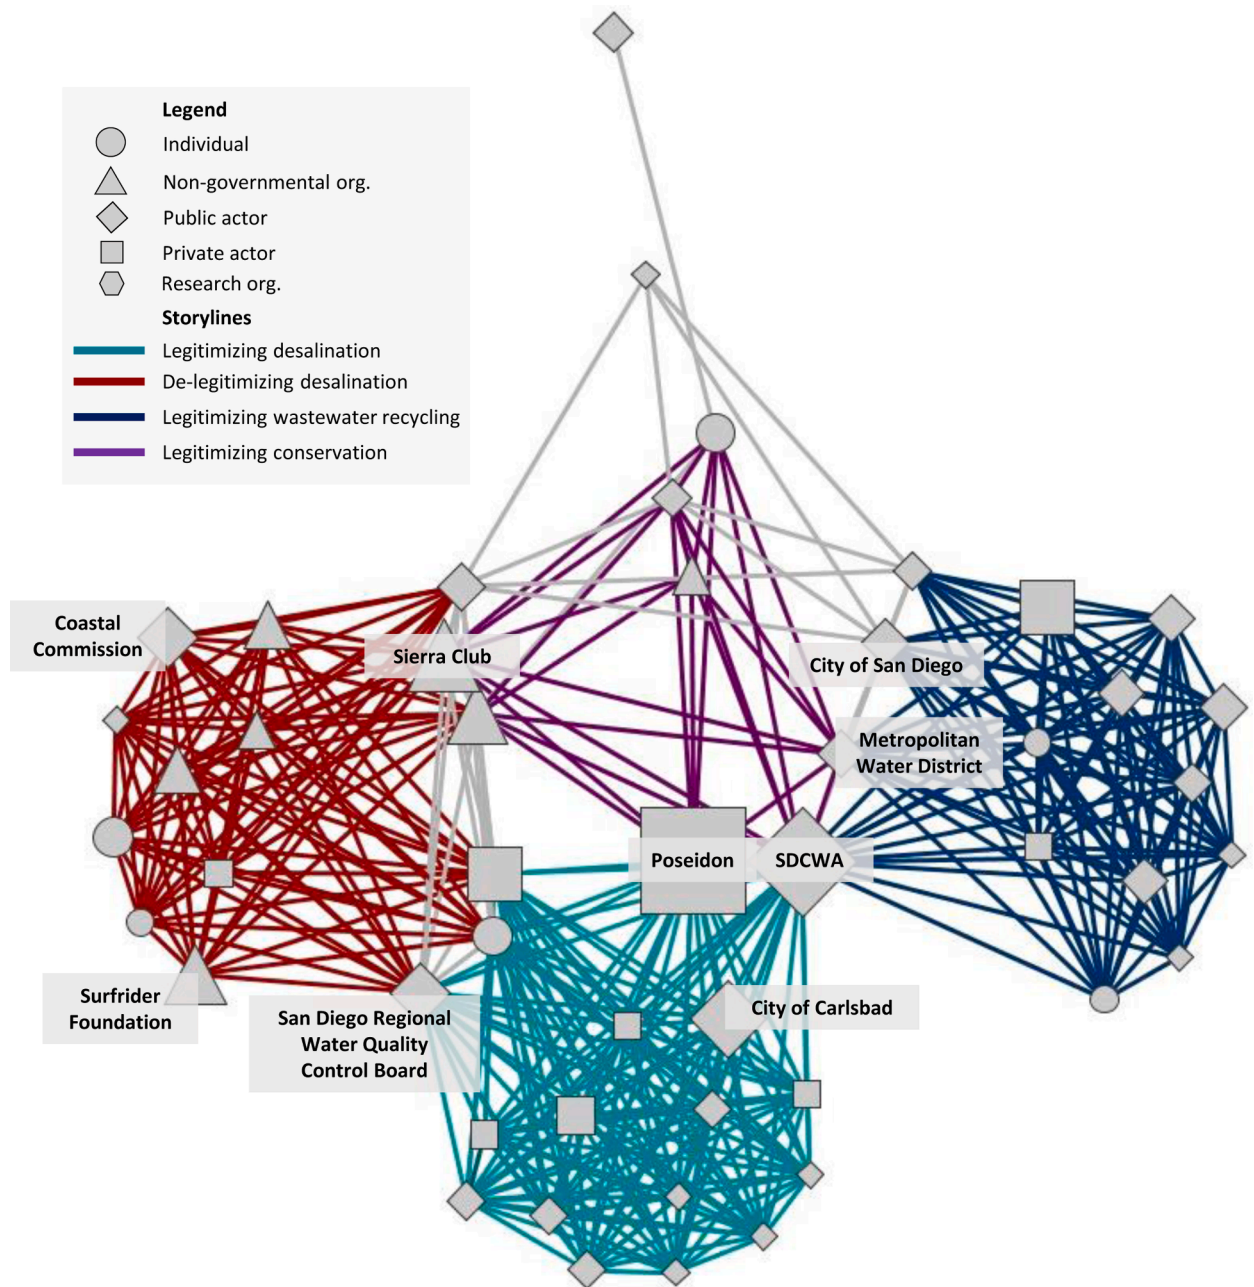 Legend
Individual
Non-governmental org.
Public actor
Private actor
Research org.
Storylines
Legitimizing desalination
De-legitimizing desalination
Legitimizing wastewater recycling
Legitimizing conservation
Coastal
Commission
Sierra Club
City of San Diego
Metropolitan
Water District
Poseidon
SDCWA
Surfrider
Foundation
San Diego Regional
Water Quality
Control Board
City of Carlsbad